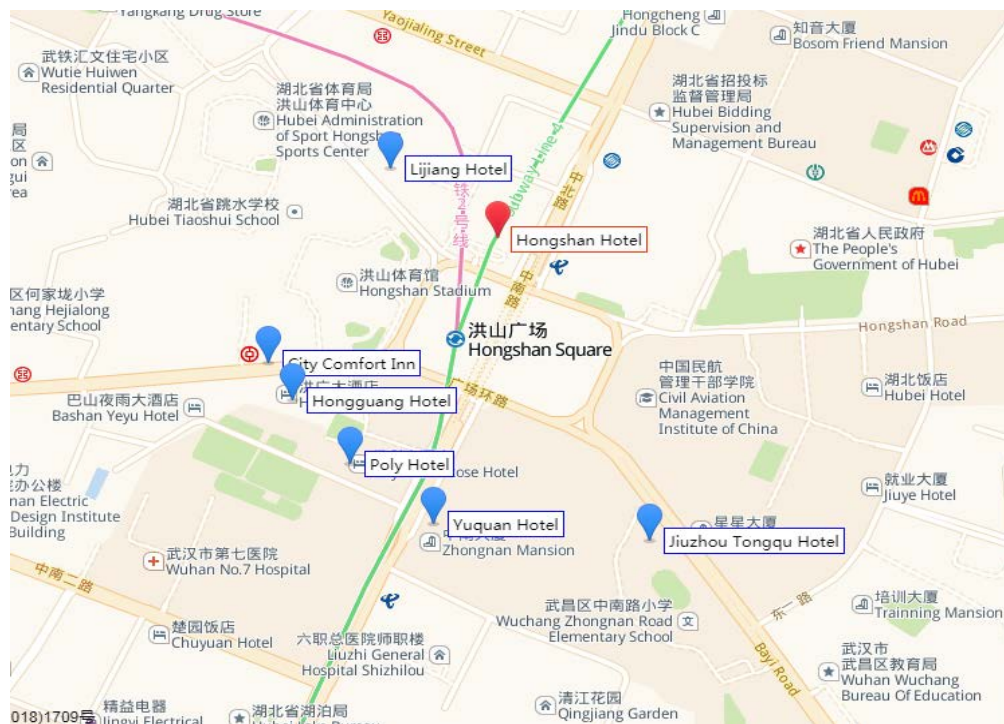 Yangkang Drug Store
Hongcheng
Jindu Block C
Yaojialing Street
知音大厦
Bosom Friend Mansion
武铁汇文住宅小区
Wutie Huiwen
Residential Quarter
湖北省体育局
洪山体育中心
Hubei Administration
of Sport Hongshan
Sports Center
湖北省招投标
监督管理局
Hubei Bidding
Supervision and
Management Bureau
Lijiang Hotel
Subway Line 4
中北路
铁2号线
湖北省跳水学校
Hubei Tiaoshui School
Hongshan Hotel
湖北省人民政府
The People's
Government of Hubei
洪山体育馆
Hongshan Stadium
中南路
区何家垅小学
Hejialong
entary School
洪山广场
Hongshan Square
Hongshan Road
City Comfort Inn
中国民航
管理干部学院
Civil Aviation
Management
Institute of China
湖北饭店
Hubei Hotel
洪广大酒店
Hongguang Hotel
广场环路
巴山夜雨大酒店
Bashan Yeyu Hotel
Poly Hotel
ose Hotel
电力
院办公楼
nan Electric
Design Institute
Building
就业大厦
Jiuye Hotel
Yuquan Hotel
Zhongnan Mansion
星星大厦
Jiuzhou Tongqu Hotel
武汉市第七医院
Wuhan No.7 Hospital
中南二路
武昌区中南路小学
Wuchang Zhongnan Road
Elementary School
东一路
培训大厦
Trainning Mansion
楚园饭店
Chuyuan Hotel
六职总医院师职楼
Liuzhi General
Hospital Shizhilou
Bayi Road
武汉市
武昌区教育局
Wuhan Wuchang
Bureau Of Education
清江花园
Qingjiang Garden
精益电器
Jingyi Electrical
湖北省湖泊局
018)1709号